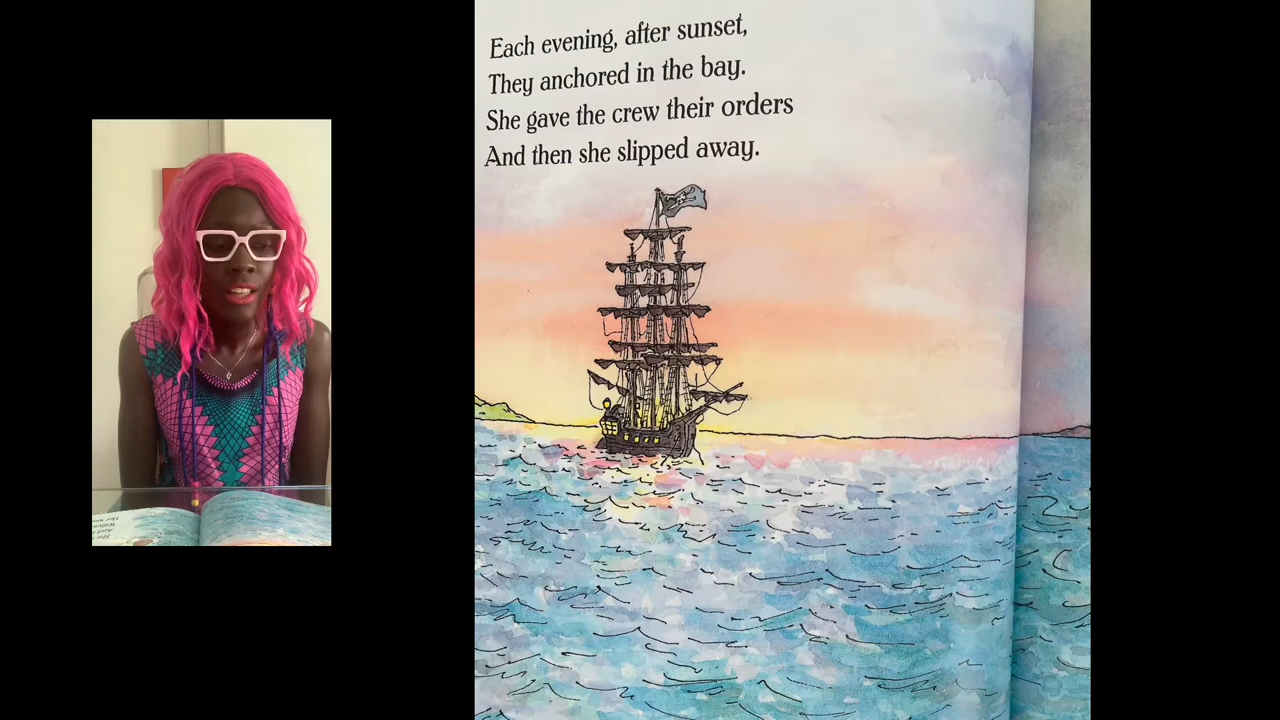 Each evening, after sunset,
They anchored in the bay.
She gave the crew their orders
And then she slipped away.